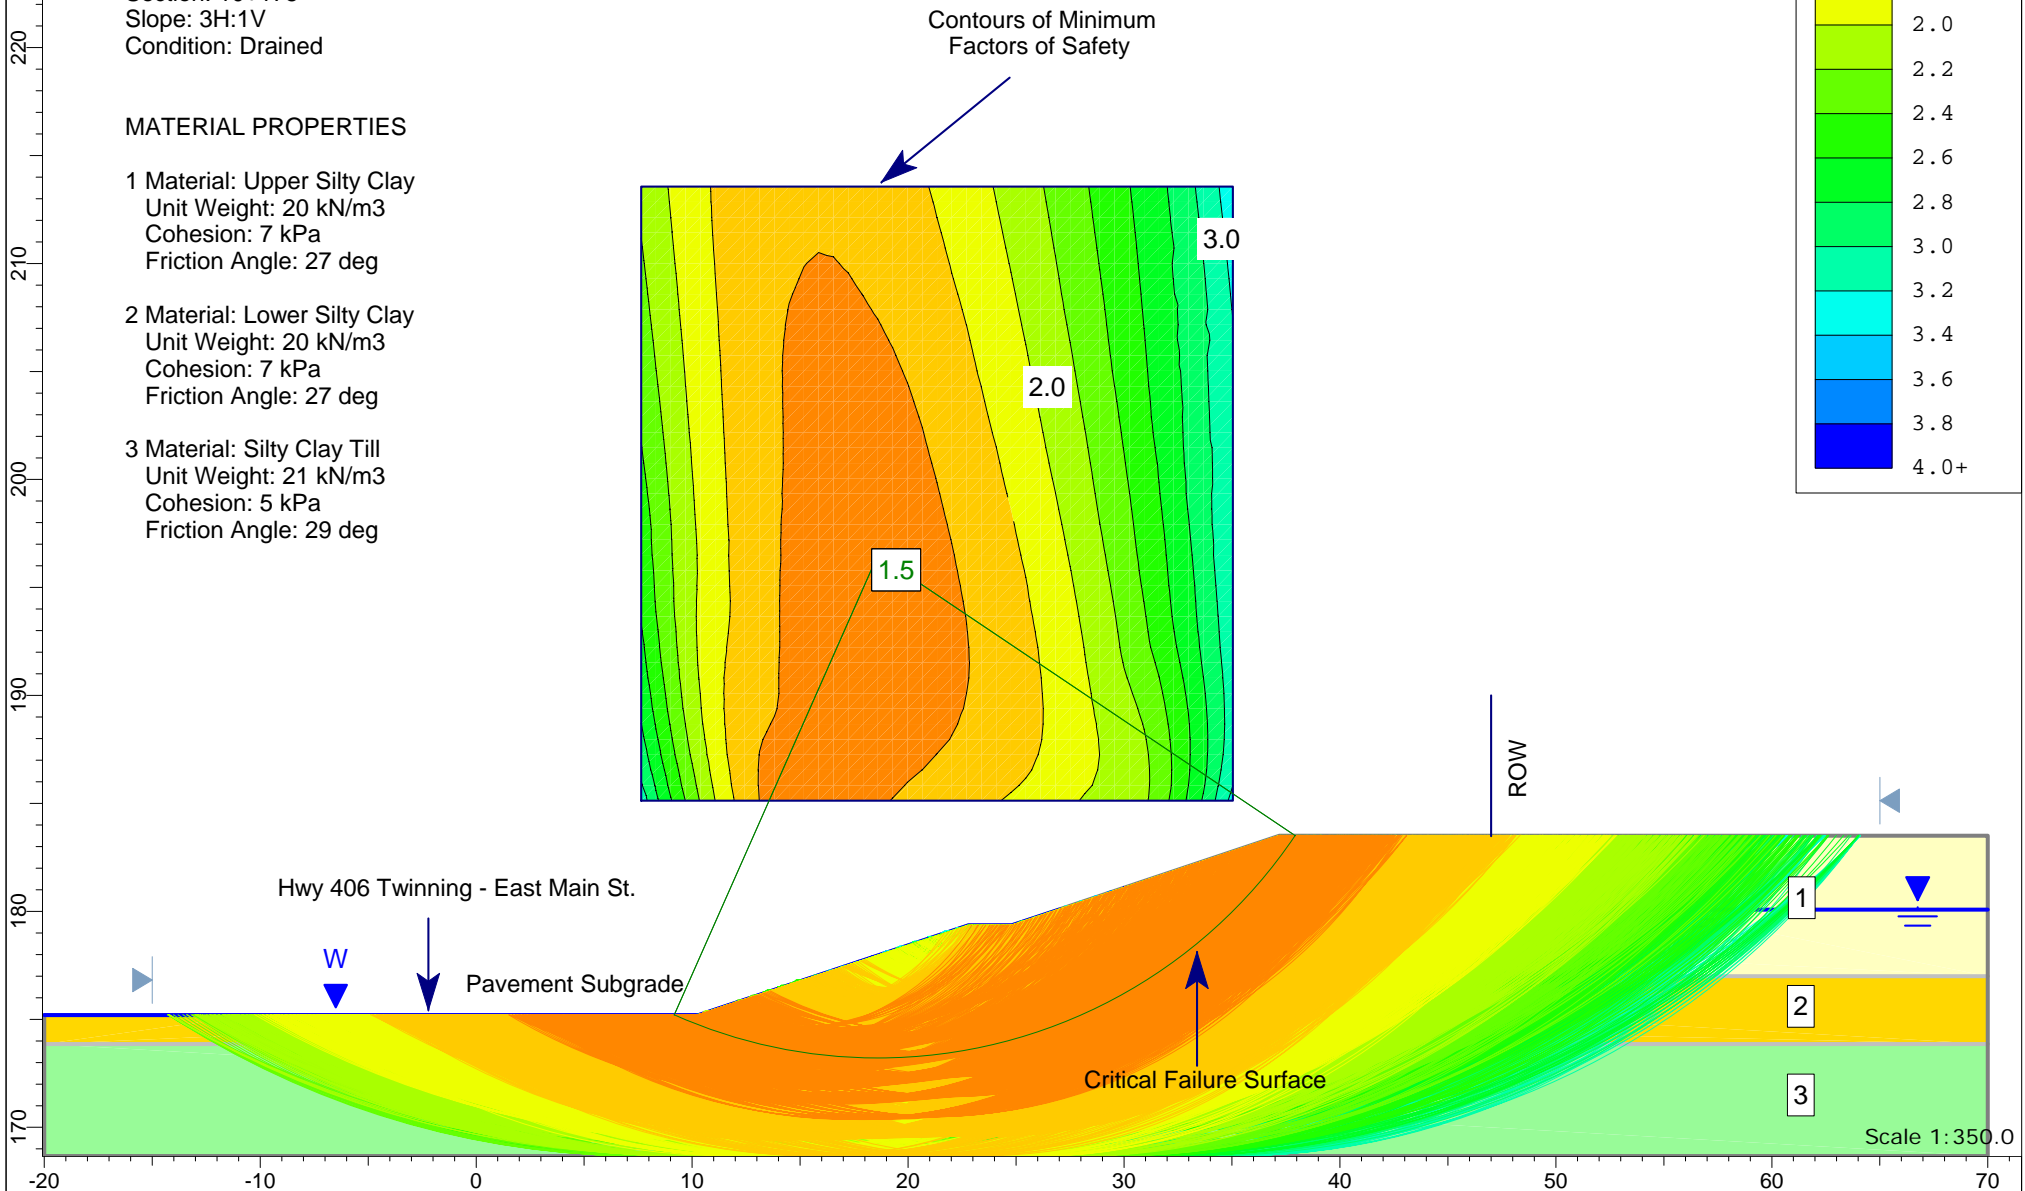 Slope: 3H:1V
Condition: Drained
MATERIAL PROPERTIES
1 Material: Upper Silty Clay
Unit Weight: 20 kN/m3
Cohesion: 7 kPa
Friction Angle: 27 deg
2 Material: Lower Silty Clay
Unit Weight: 20 kN/m3
Cohesion: 7 kPa
Friction Angle: 27 deg
3 Material: Silty Clay Till
Unit Weight: 21 kN/m3
Cohesion: 5 kPa
Friction Angle: 29 deg
Contours of Minimum
Factors of Safety
2.0
2.2
2.4
2.6
2.8
3.0
3.2
3.4
3.6
3.8
4.0+
3.0
2.0
1.5
ROW
Hwy 406 Twinning - East Main St.
W
Pavement Subgrade
Critical Failure Surface
1
2
3
Scale 1:350.0
220
210
200
190
180
170
-20
-10
0
10
20
30
40
50
60
70